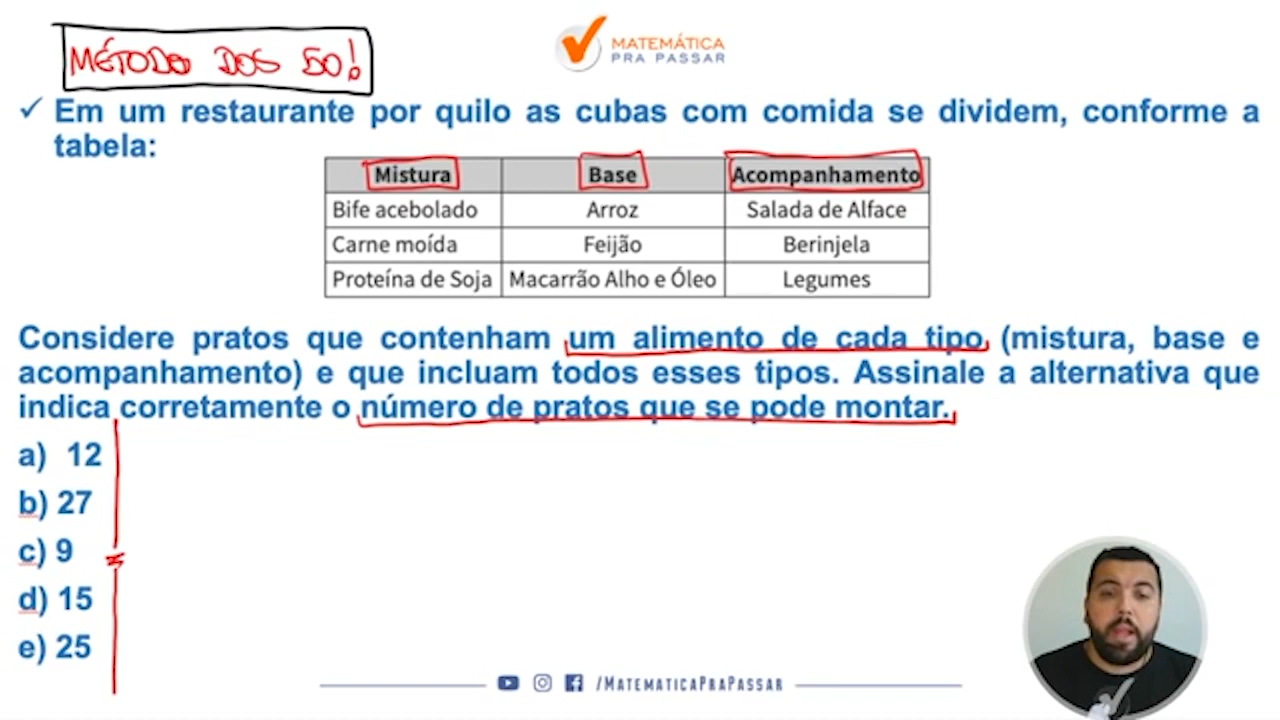 MÉTODO DOS 50!
MATEMÁTICA
PRA PASSAR
✓ Em um restaurante por quilo as cubas com comida se dividem, conforme a
tabela:
Mistura Base Acompanhamento
Bife acebolado Arroz Salada de Alface
Carne moída Feijão Berinjela
Proteína de Soja Macarrão Alho e Óleo Legumes
Considere pratos que contenham um alimento de cada tipo (mistura, base e
acompanhamento) e que incluam todos esses tipos. Assinale a alternativa que
indica corretamente o número de pratos que se pode montar.
a) 12
b) 27
c) 9
d) 15
e) 25
/MATEMATICAPRAPASSAR